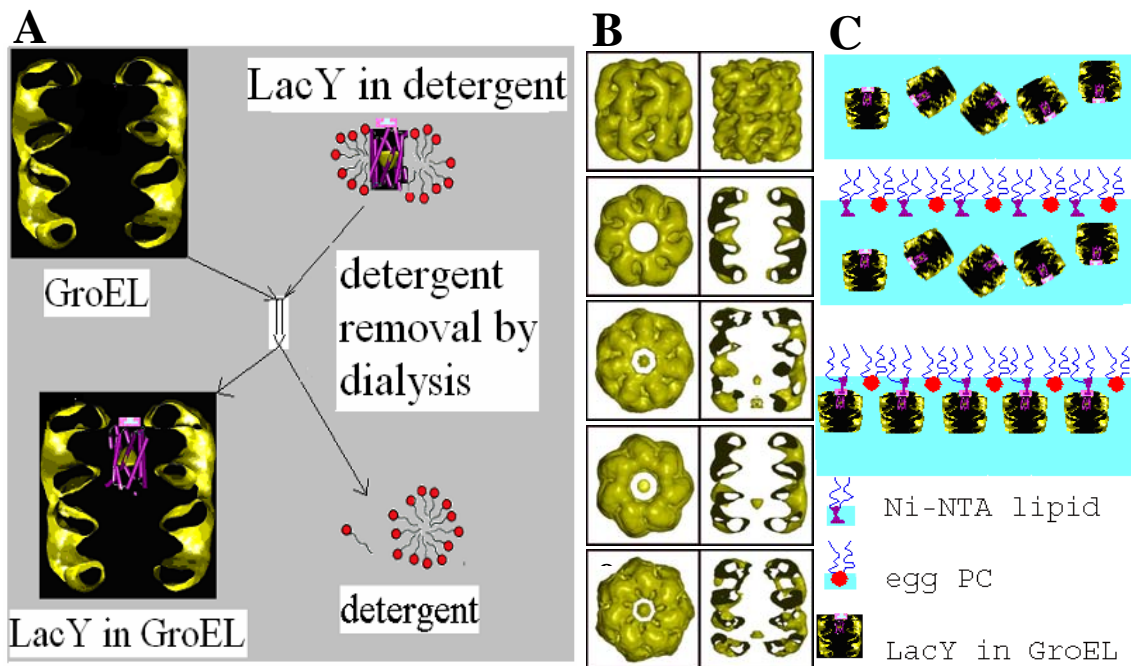 A
LacY in detergent
GroEL
detergent
removal by
dialysis
LacY in GroEL
detergent
B
C
Ni-NTA lipid
egg PC
LacY in GroEL